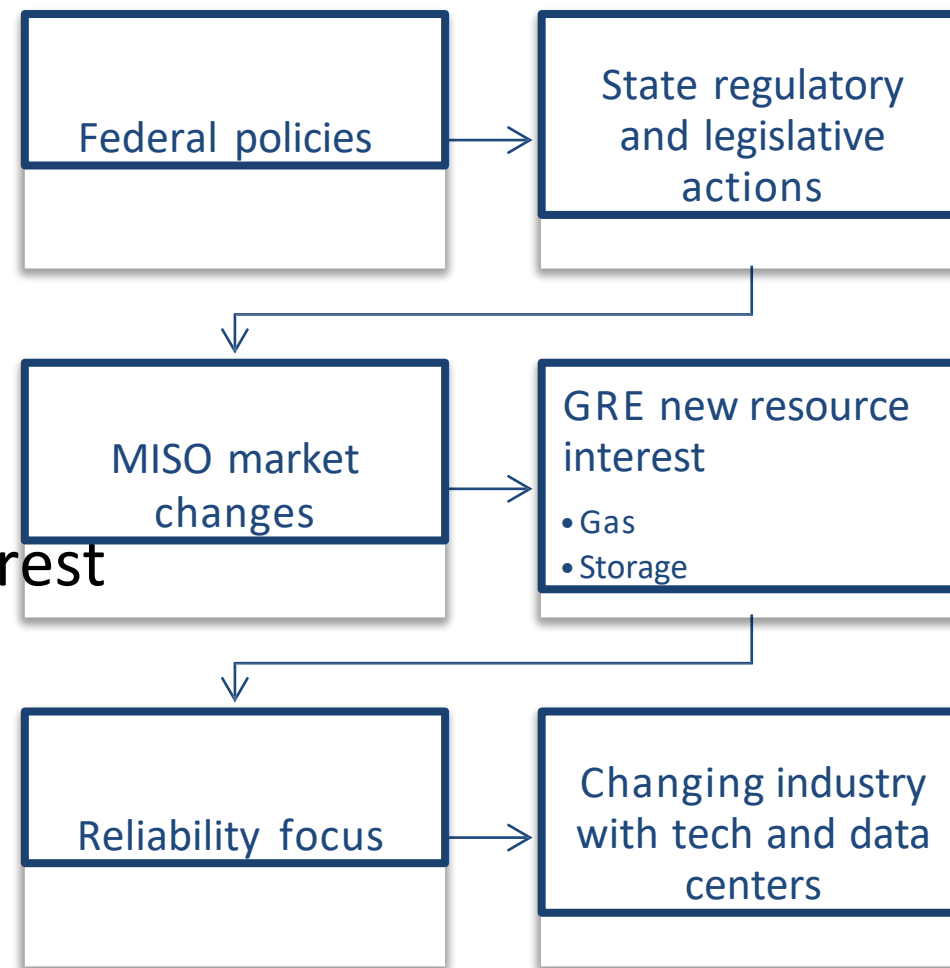 Federal policies
State regulatory
and legislative
actions
MISO market
changes
GRE new resource
interest
• Gas
• Storage
rest
Reliability focus
Changing industry
with tech and data
centers